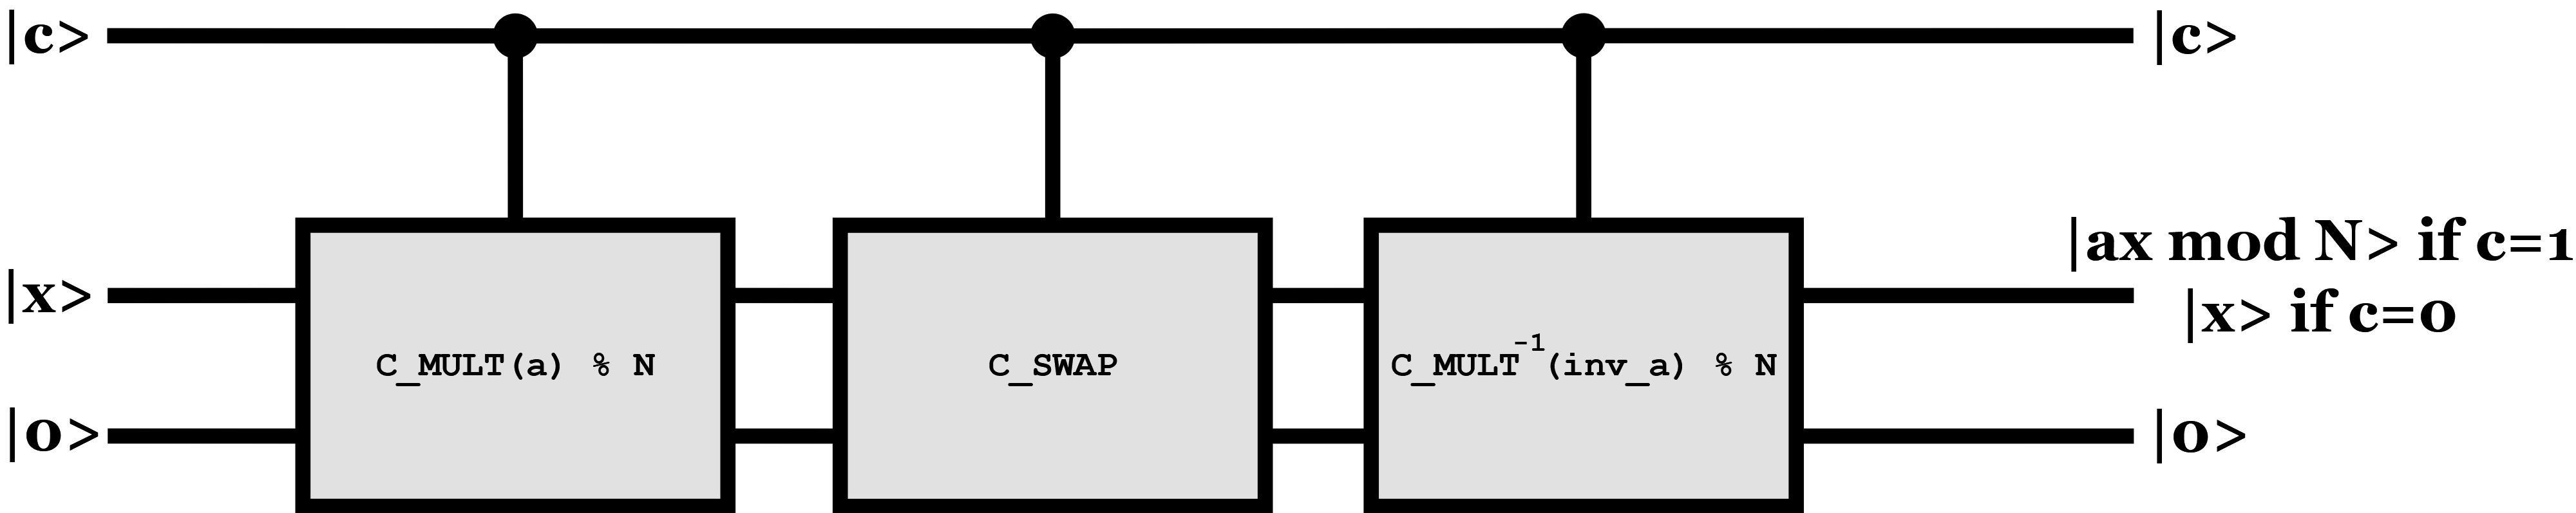 |c>
|c>
|ax mod N> if c=1
|x>
|x> if c=0
C_MULT(a) % N
C_SWAP
C_MULT⁻¹(inv_a) % N
|0>
|0>